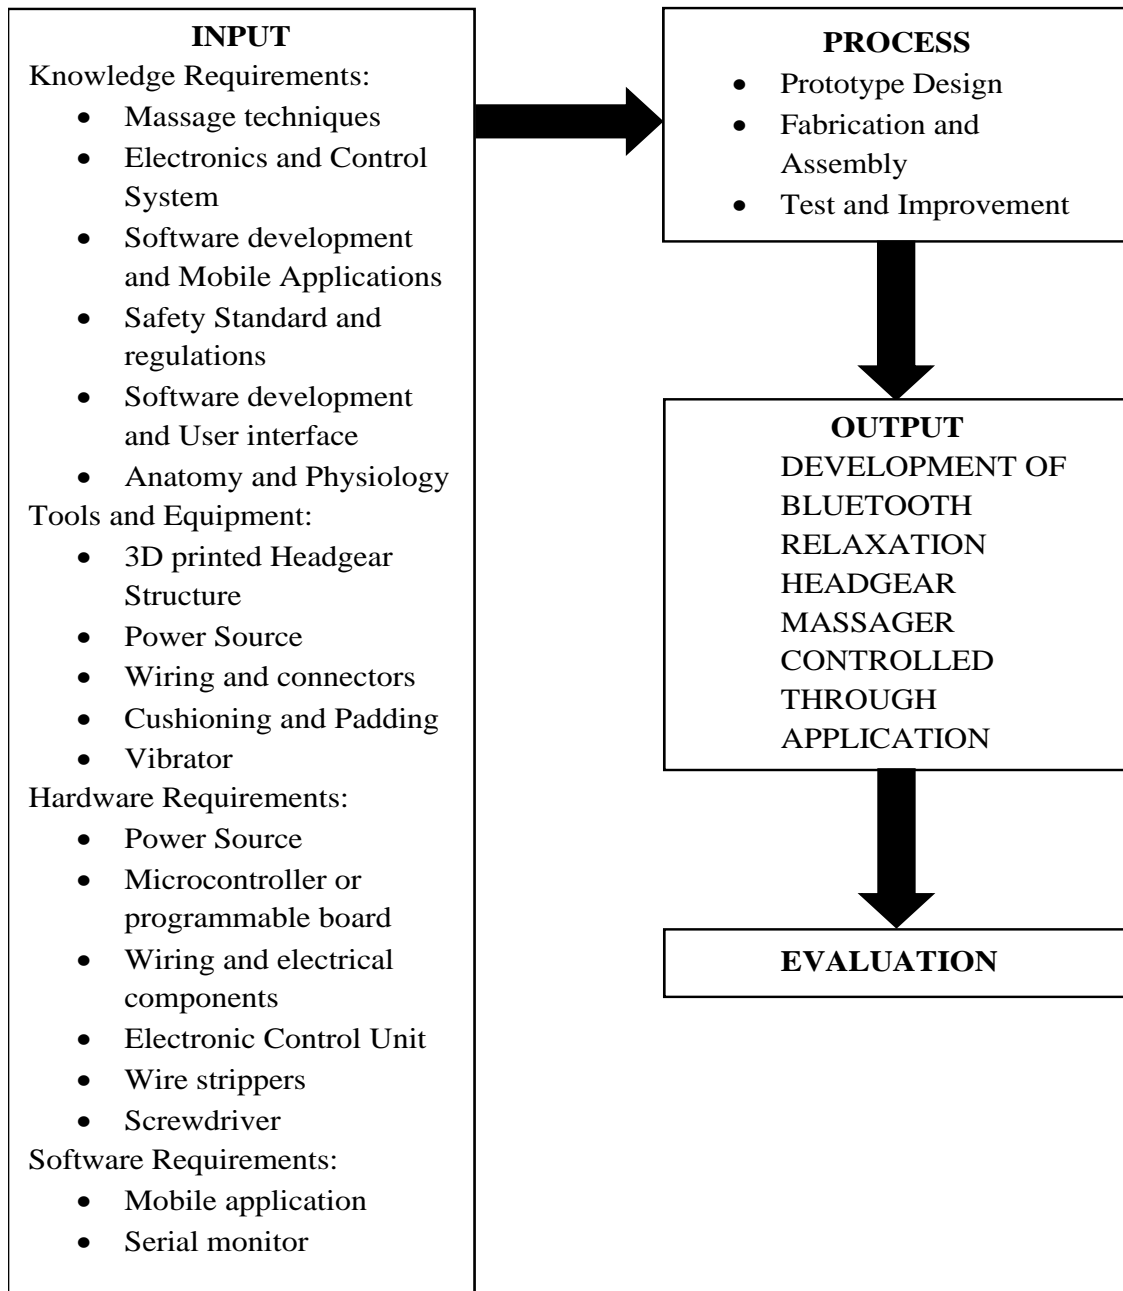 INPUT
Knowledge Requirements:
• Massage techniques
• Electronics and Control
System
• Software development
and Mobile Applications
• Safety Standard and
regulations
• Software development
and User interface
• Anatomy and Physiology
Tools and Equipment:
• 3D printed Headgear
Structure
• Power Source
• Wiring and connectors
• Cushioning and Padding
• Vibrator
Hardware Requirements:
• Power Source
• Microcontroller or
programmable board
• Wiring and electrical
components
• Electronic Control Unit
• Wire strippers
• Screwdriver
Software Requirements:
• Mobile application
• Serial monitor
PROCESS
• Prototype Design
• Fabrication and
Assembly
• Test and Improvement
OUTPUT
DEVELOPMENT OF
BLUETOOTH
RELAXATION
HEADGEAR
MASSAGER
CONTROLLED
THROUGH
APPLICATION
EVALUATION